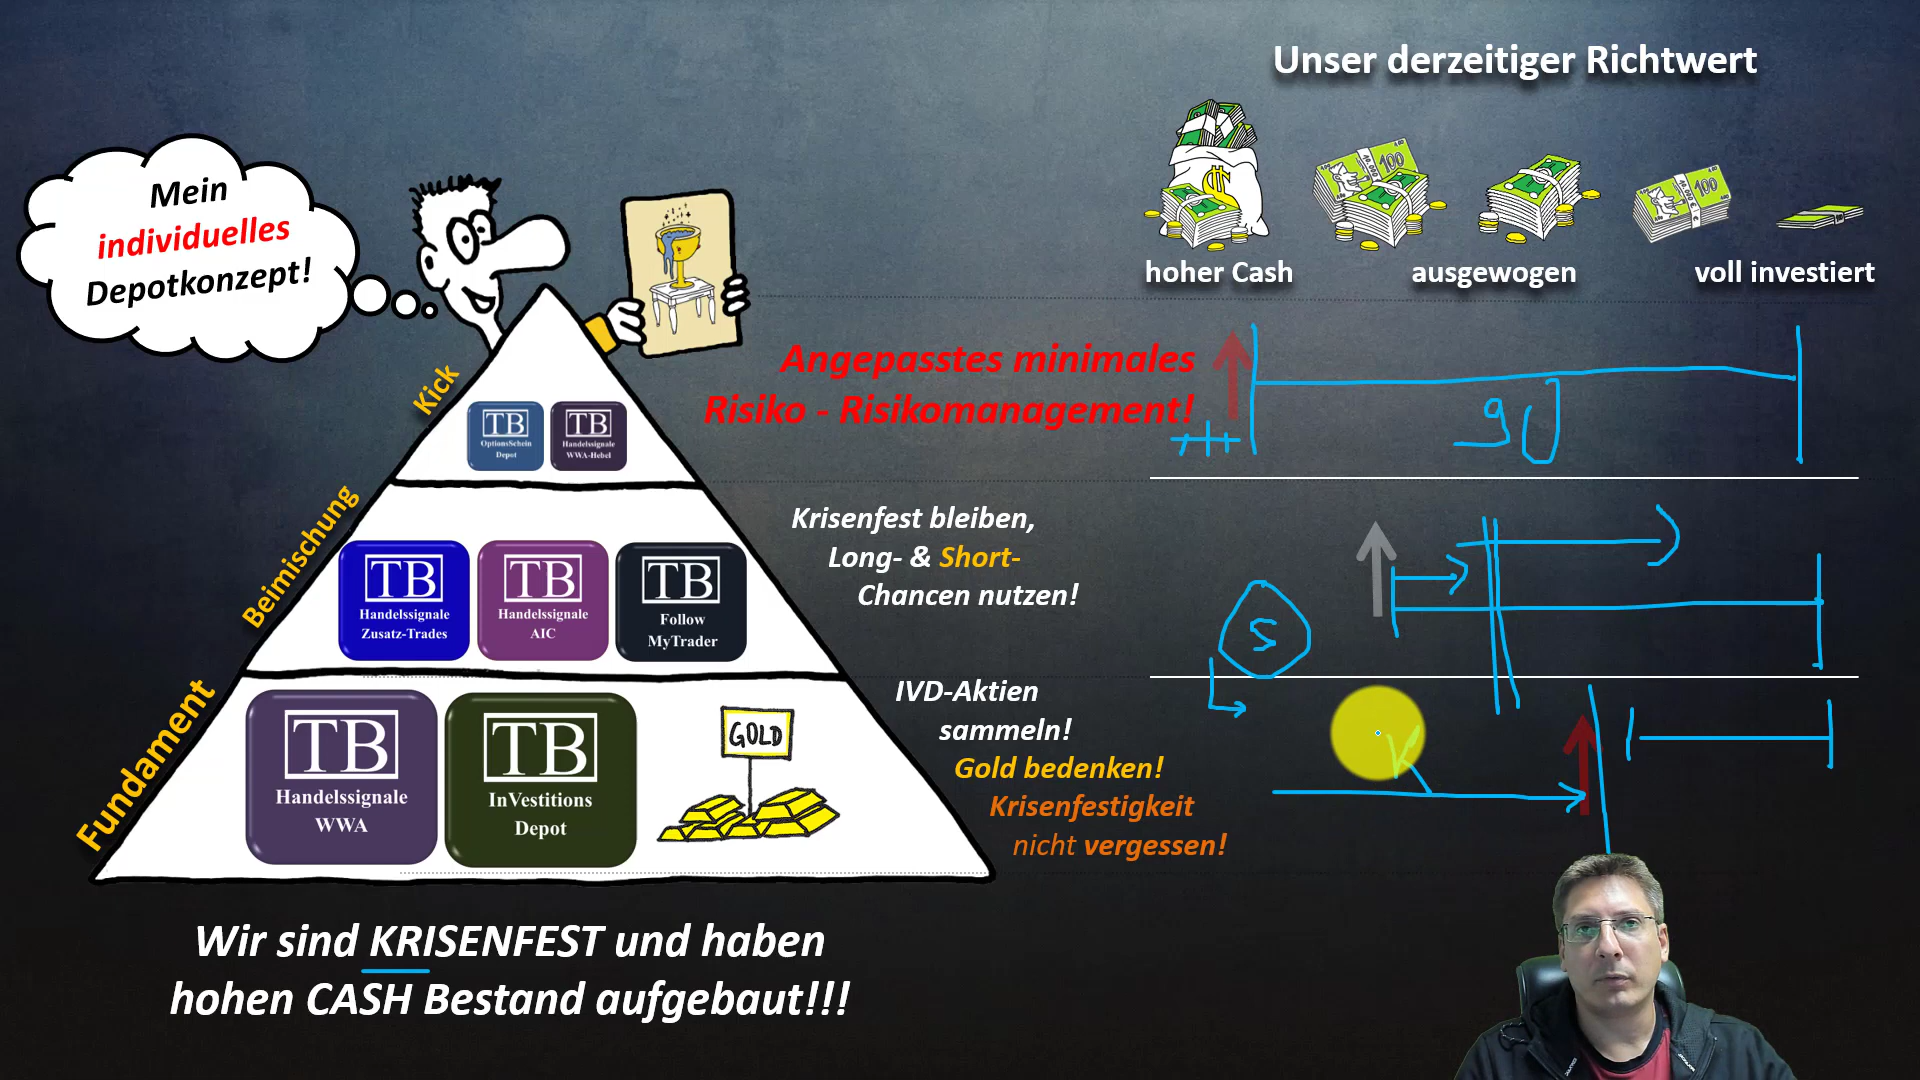 Unser derzeitiger Richtwert
Mein
individuelles
Depotkonzept!
100
100
hoher Cash
ausgewogen
voll investiert
Kick
Angepasstes minimales
Risiko - Risikomanagement!
90
TB
OptionsSchein
Depot
TB
Handelssignale
WWA-Hebel
Beimischung
Krisenfest bleiben,
Long- & Short-
Chancen nutzen!
TB
Handelssignale
Zusatz-Trades
TB
Handelssignale
AIC
TB
Follow
MyTrader
S
Fundament
IVD-Aktien
sammeln!
Gold bedenken!
Krisenfestigkeit
nicht vergessen!
TB
Handelssignale
WWA
TB
InVestitions
Depot
GOLD
K
Wir sind KRISENFEST und haben
hohen CASH Bestand aufgebaut!!!